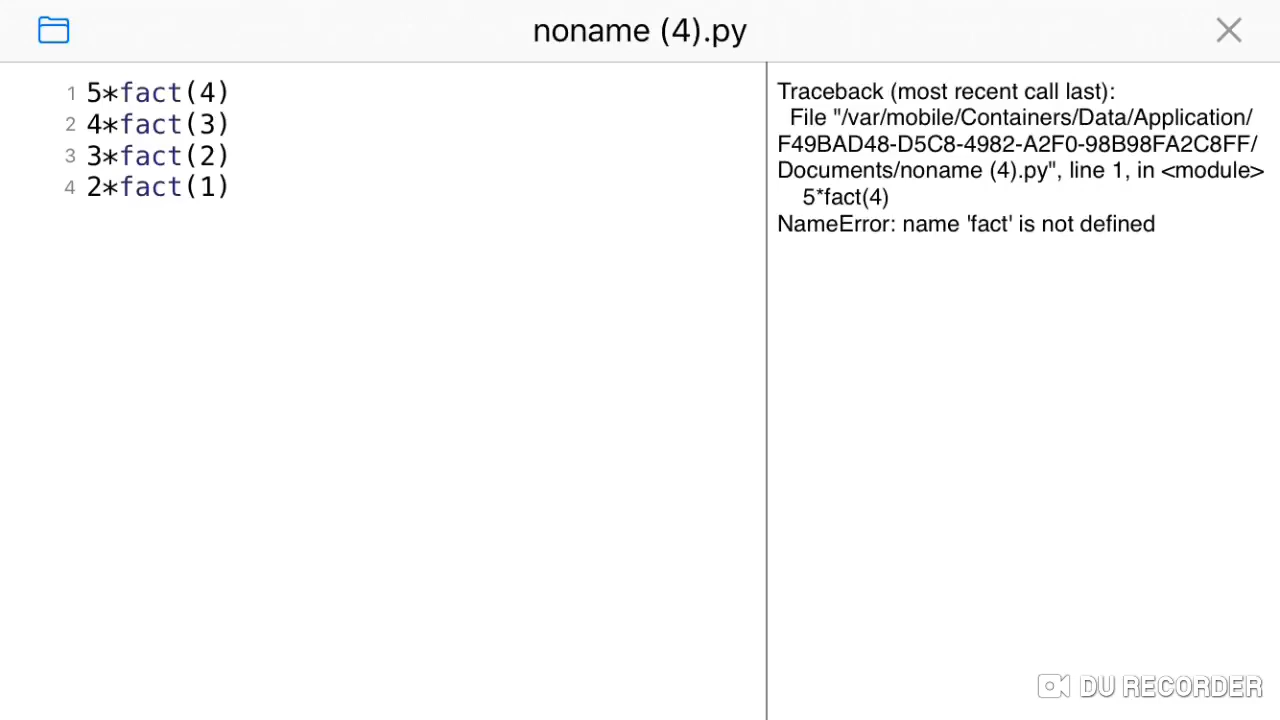 noname (4).py
1 5*fact(4)
2 4*fact(3)
3 3*fact(2)
4 2*fact(1)
Traceback (most recent call last):
File "/var/mobile/Containers/Data/Application/
F49BAD48-D5C8-4982-A2F0-98B98FA2C8FF/
Documents/noname (4).py", line 1, in <module>
5*fact(4)
NameError: name 'fact' is not defined
DU RECORDER